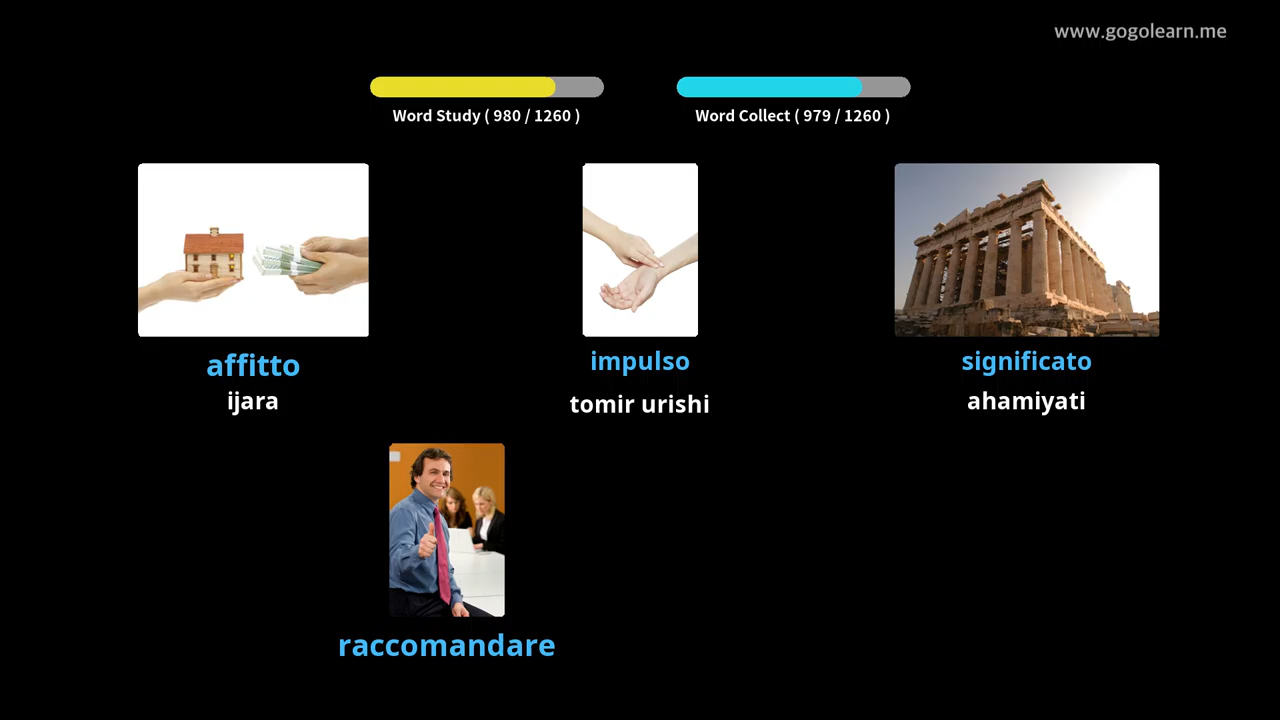 www.gogolearn.me
Word Study ( 980 / 1260 )
Word Collect ( 979 / 1260 )
affitto
ijara
impulso
tomir urishi
significato
ahamiyati
raccomandare